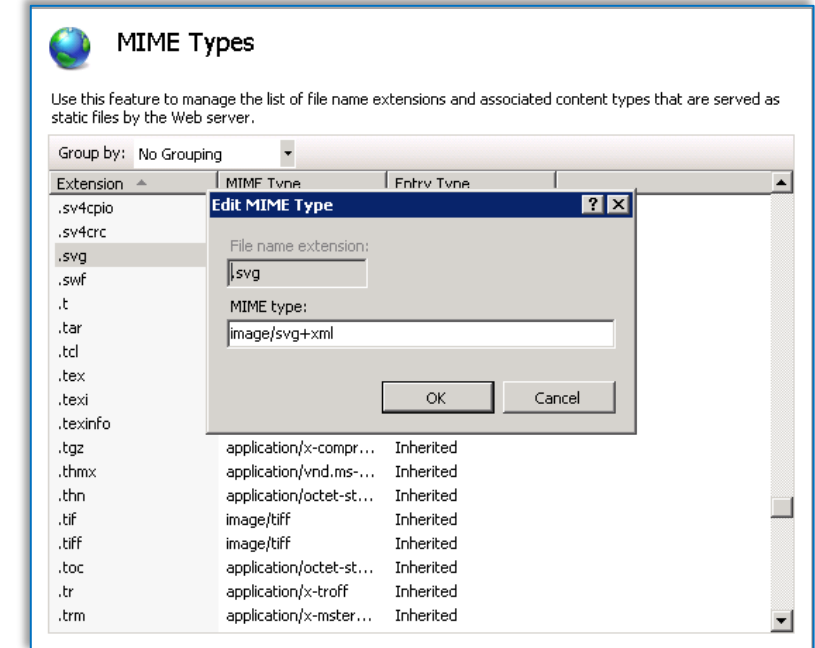 MIME Types
Use this feature to manage the list of file name extensions and associated content types that are served as
static files by the Web server.
Group by: No Grouping
Extension MIME Type Entry Type
Edit MIME Type
.sv4cpio
.sv4crc
.svg
.swf
.t
.tar
.tcl
.tex
.texi
.texinfo
File name extension:
.svg
MIME type:
image/svg+xml
OK Cancel
.tgz application/x-compr... Inherited
.thmx application/vnd.ms-... Inherited
.thn application/octet-st... Inherited
.tif image/tiff Inherited
.tiff image/tiff Inherited
.toc application/octet-st... Inherited
.tr application/x-troff Inherited
.trm application/x-mster... Inherited